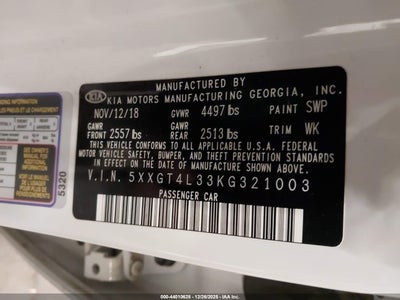 MANUFACTURED BY
KIA KIA MOTORS MANUFACTURING GEORGIA, INC.
NOV/12/18 GVWR 4497 lbs PAINT SWP
GAWR FRONT 2557 lbs GAWR REAR 2513 lbs TRIM WK
THIS VEHICLE CONFORMS TO ALL APPLICABLE U.S.A. FEDERAL
MOTOR VEHICLE SAFETY, BUMPER, AND THEFT PREVENTION STANDARDS
IN EFFECT ON THE DATE OF MANUFACTURE SHOWN ABOVE.
V.I.N. 5XXGT4L33KG321003
PASSENGER CAR
5320
000-44010625 - 12/26/2025 - IAA Inc.